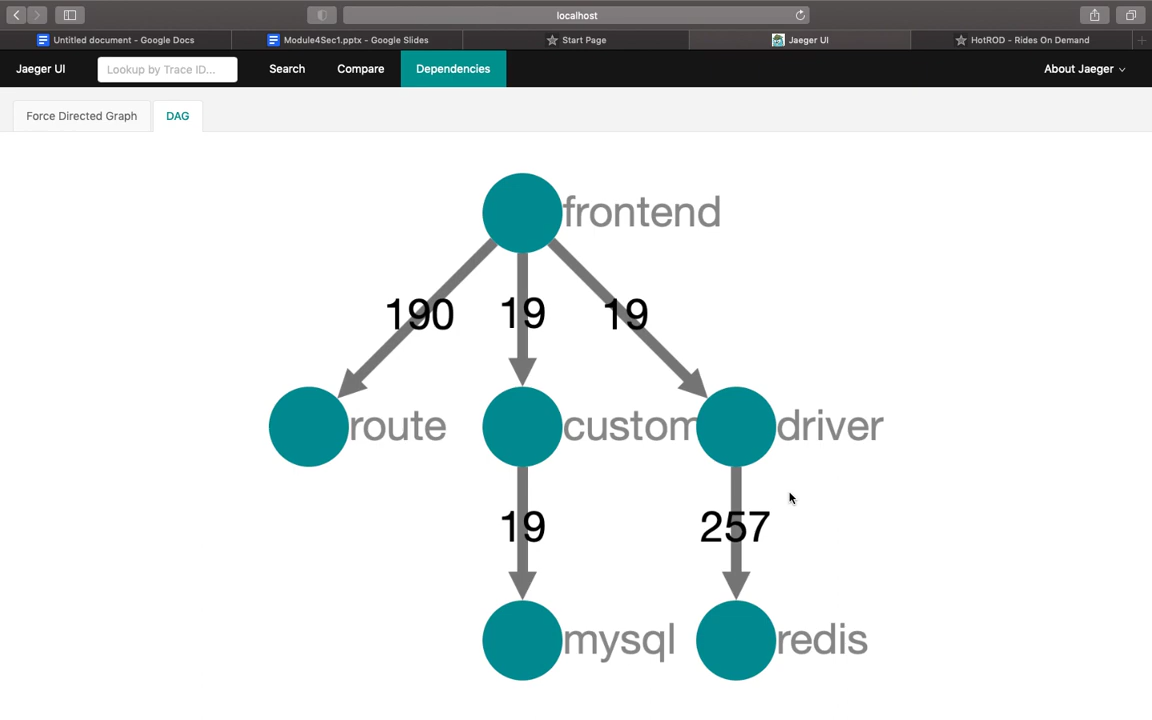 localhost
Untitled document - Google Docs
Module4Sec1.pptx - Google Slides
Start Page
Jaeger UI
HotROD - Rides On Demand
Jaeger UI
Lookup by Trace ID...
Search
Compare
Dependencies
About Jaeger
Force Directed Graph
DAG
frontend
190
19
19
route
custom
driver
19
257
mysql
redis